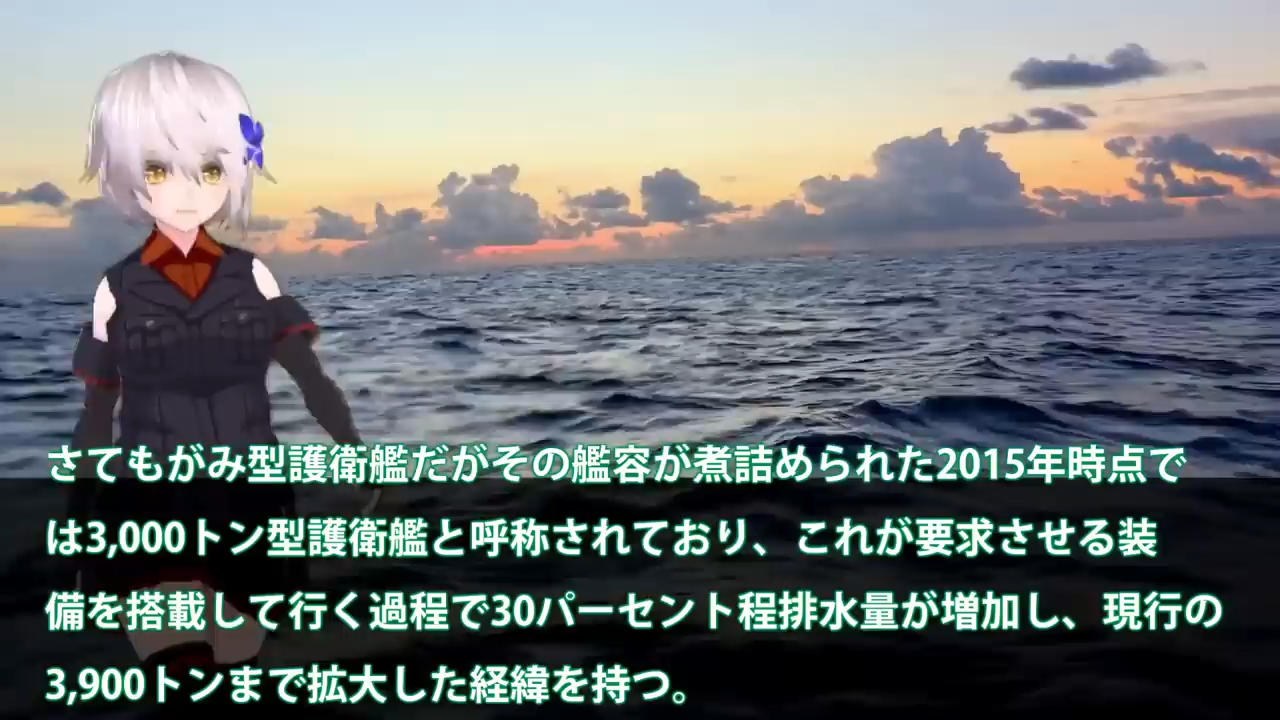 さてもがみ型護衛艦だがその艦容が煮詰められた2015年時点で
は3,000トン型護衛艦と呼称されており、これが要求させる装
備を搭載して行く過程で30パーセント程排水量が増加し、現行の
3,900トンまで拡大した経緯を持つ。